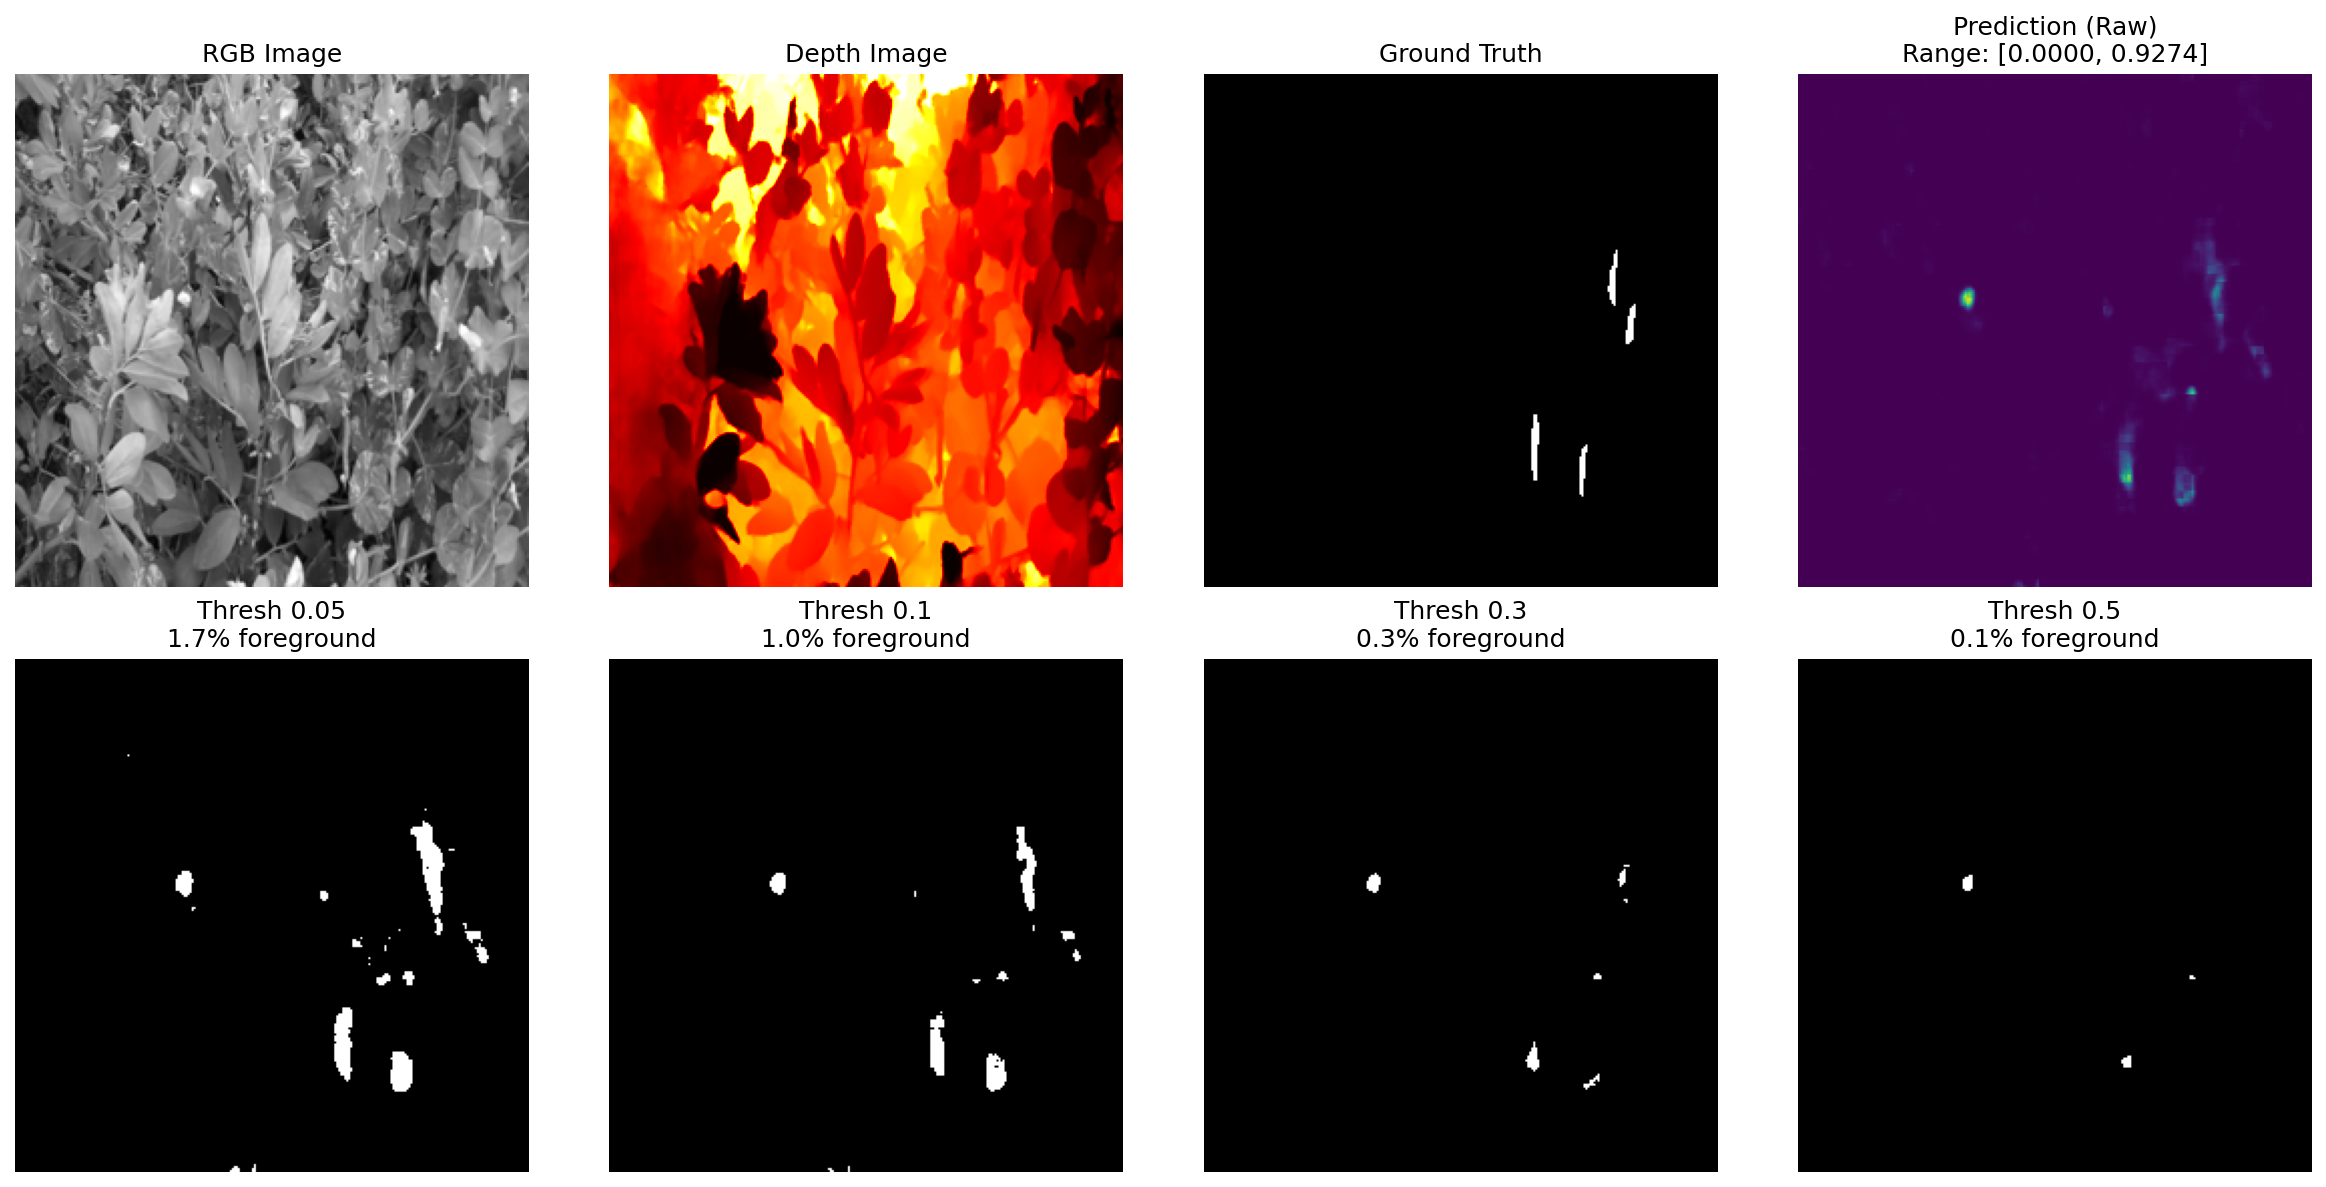 RGB Image
Depth Image
Ground Truth
Prediction (Raw)
Range: [0.0000, 0.9274]
Thresh 0.05
1.7% foreground
Thresh 0.1
1.0% foreground
Thresh 0.3
0.3% foreground
Thresh 0.5
0.1% foreground